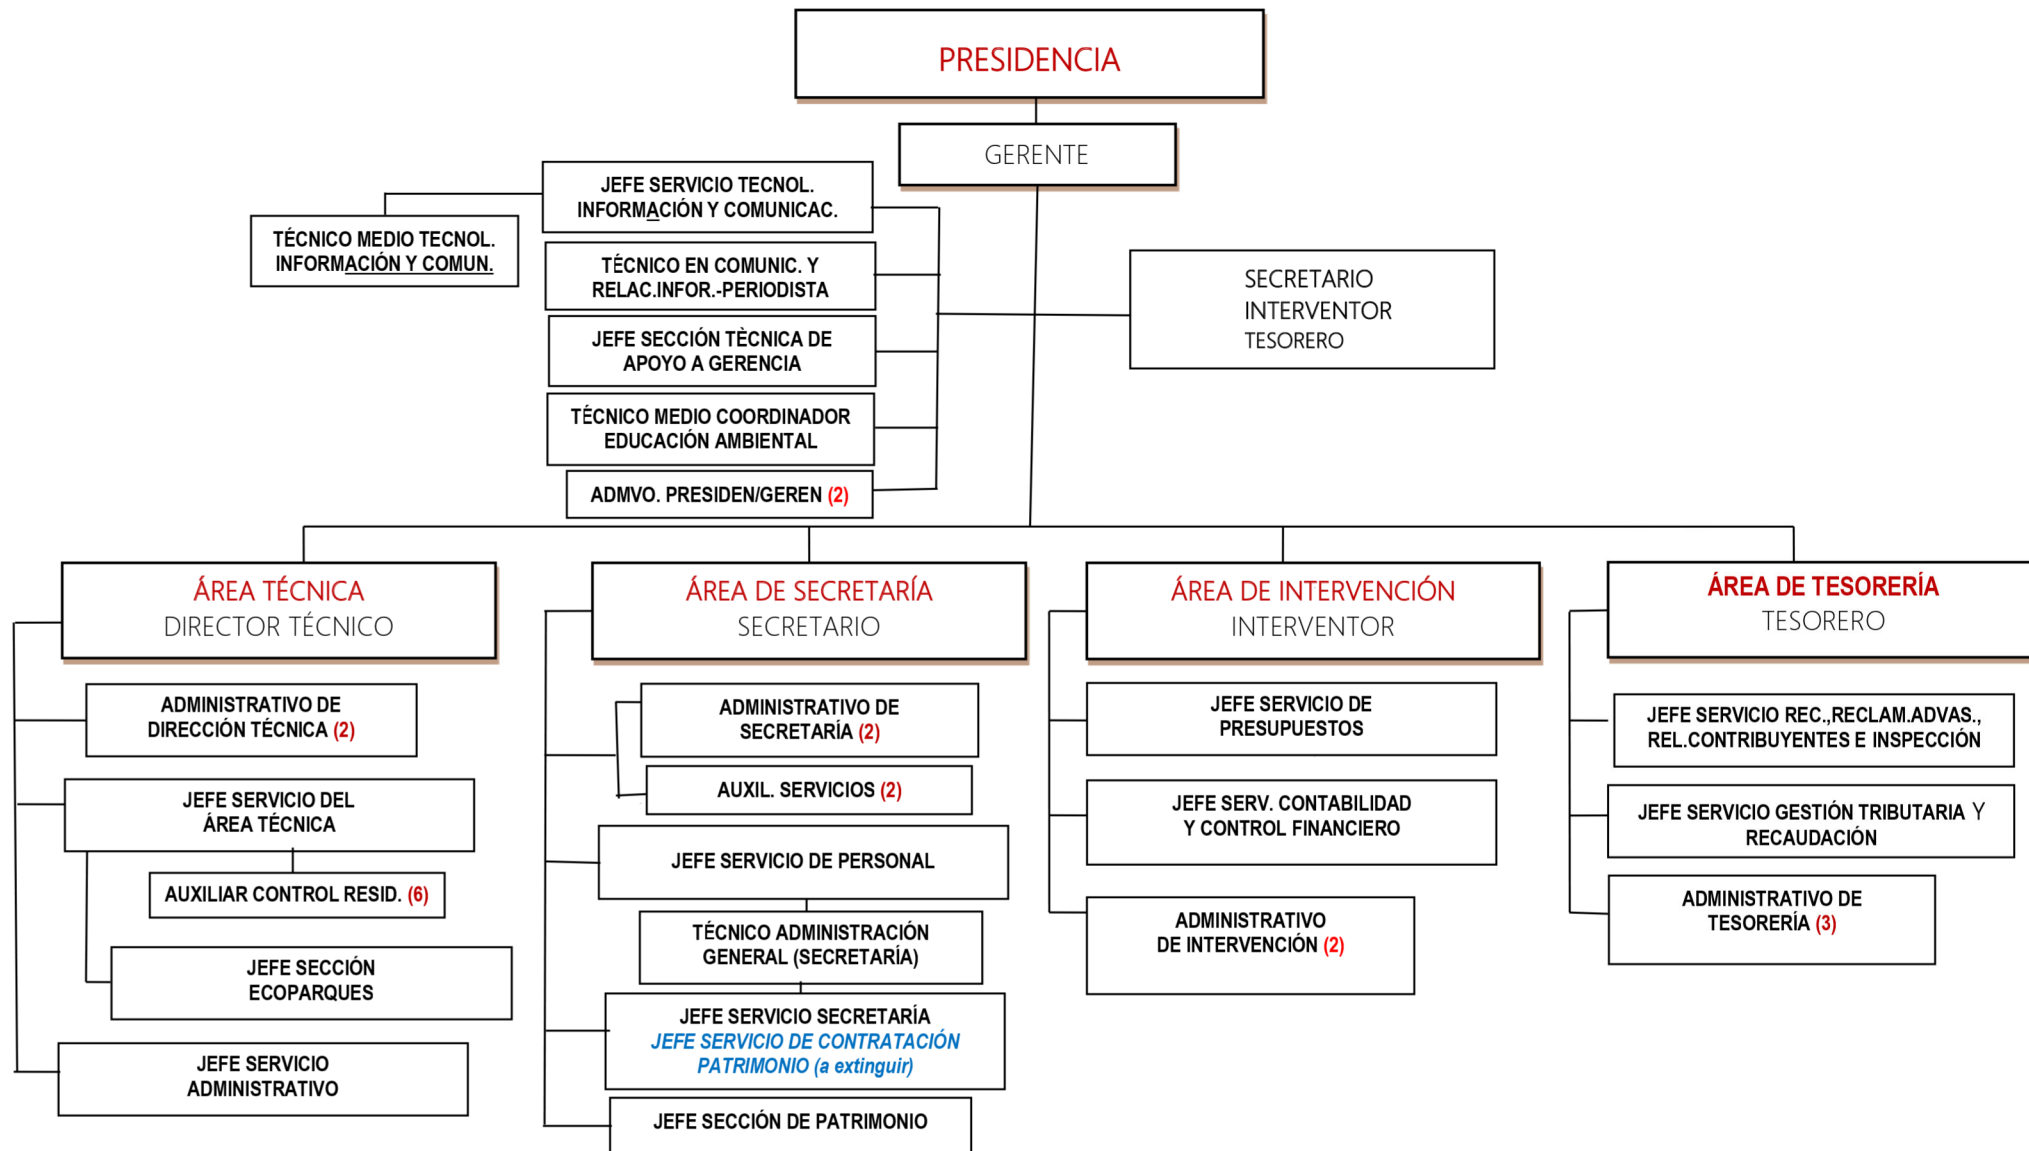 PRESIDENCIA
GERENTE
JEFE SERVICIO TECNOL.
INFORMACIÓN Y COMUNICAC.
TÉCNICO MEDIO TECNOL.
INFORMACIÓN Y COMUN.
TÉCNICO EN COMUNIC. Y
RELAC.INFOR.-PERIODISTA
JEFE SECCIÓN TÈCNICA DE
APOYO A GERENCIA
TÉCNICO MEDIO COORDINADOR
EDUCACIÓN AMBIENTAL
ADMVO. PRESIDEN/GEREN (2)
SECRETARIO
INTERVENTOR
TESORERO
ÁREA TÉCNICA
DIRECTOR TÉCNICO
ADMINISTRATIVO DE
DIRECCIÓN TÉCNICA (2)
JEFE SERVICIO DEL
ÁREA TÉCNICA
AUXILIAR CONTROL RESID. (6)
JEFE SECCIÓN
ECOPARQUES
JEFE SERVICIO
ADMINISTRATIVO
ÁREA DE SECRETARÍA
SECRETARIO
ADMINISTRATIVO DE
SECRETARÍA (2)
AUXIL. SERVICIOS (2)
JEFE SERVICIO DE PERSONAL
TÉCNICO ADMINISTRACIÓN
GENERAL (SECRETARÍA)
JEFE SERVICIO SECRETARÍA
JEFE SERVICIO DE CONTRATACIÓN
PATRIMONIO (a extinguir)
JEFE SECCIÓN DE PATRIMONIO
ÁREA DE INTERVENCIÓN
INTERVENTOR
JEFE SERVICIO DE
PRESUPUESTOS
JEFE SERV. CONTABILIDAD
Y CONTROL FINANCIERO
ADMINISTRATIVO
DE INTERVENCIÓN (2)
ÁREA DE TESORERÍA
TESORERO
JEFE SERVICIO REC.,RECLAM.ADVAS.,
REL.CONTRIBUYENTES E INSPECCIÓN
JEFE SERVICIO GESTIÓN TRIBUTARIA Y
RECAUDACIÓN
ADMINISTRATIVO DE
TESORERÍA (3)